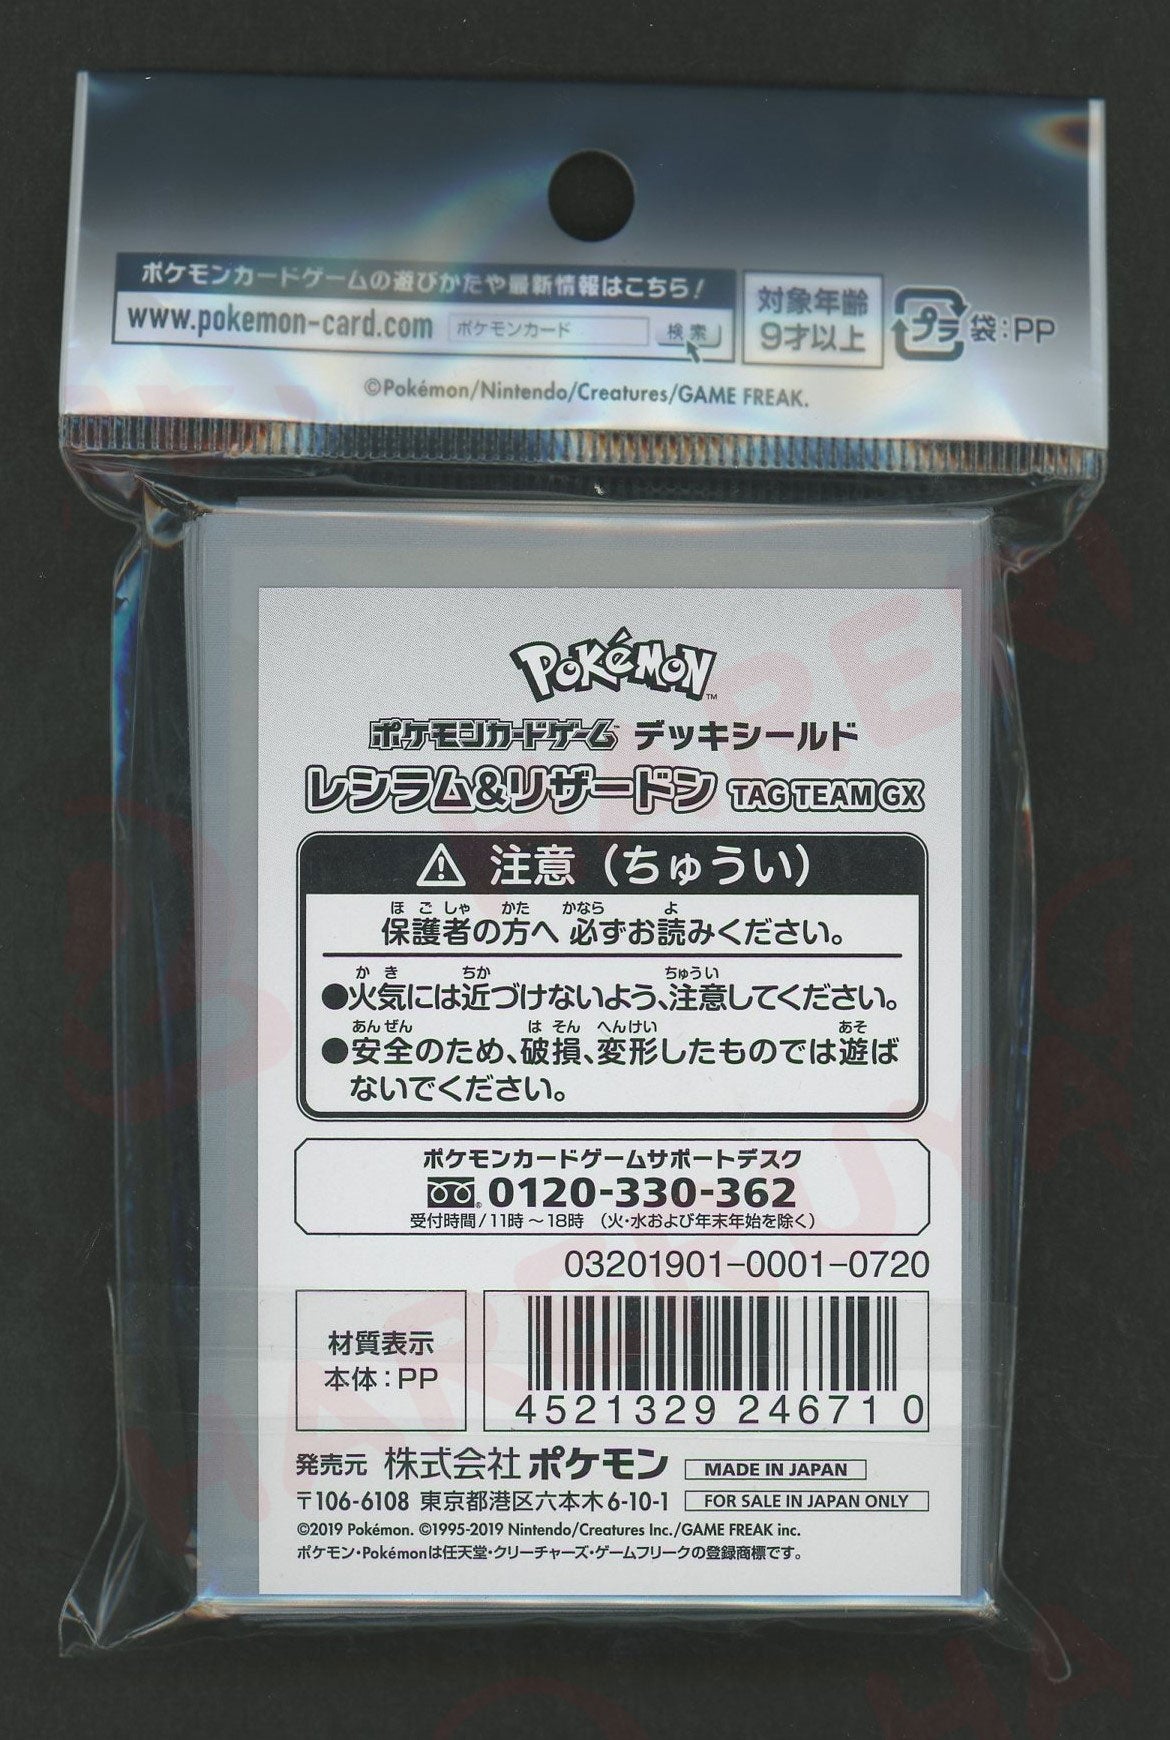 ポケモンカードゲームの遊びかたや最新情報はこちら!
www.pokemon-card.com ポケモンカード 検索
対象年齢
9才以上
プラ 袋:PP
©Pokémon/Nintendo/Creatures/GAME FREAK.
POKéMON™
ポケモンカードゲーム™ デッキシールド
レシラム&リザードン TAG TEAM GX
⚠ 注意(ちゅうい)
ほごしゃ かた かなら よ
保護者の方へ 必ずお読みください。
かき ちか ちゅうい
●火気には近づけないよう、注意してください。
あんぜん はそん へんけい あそ
●安全のため、破損、変形したものでは遊ば
ないでください。
ポケモンカードゲームサポートデスク
0120-330-362
受付時間/11時～18時 (火・水および年末年始を除く)
03201901-0001-0720
材質表示
本体:PP
4521329 246710
発売元 株式会社 ポケモン MADE IN JAPAN
〒106-6108 東京都港区六本木6-10-1 FOR SALE IN JAPAN ONLY
©2019 Pokémon. ©1995-2019 Nintendo/Creatures Inc./GAME FREAK inc.
ポケモン・Pokémonは任天堂・クリーチャーズ・ゲームフリークの登録商標です。